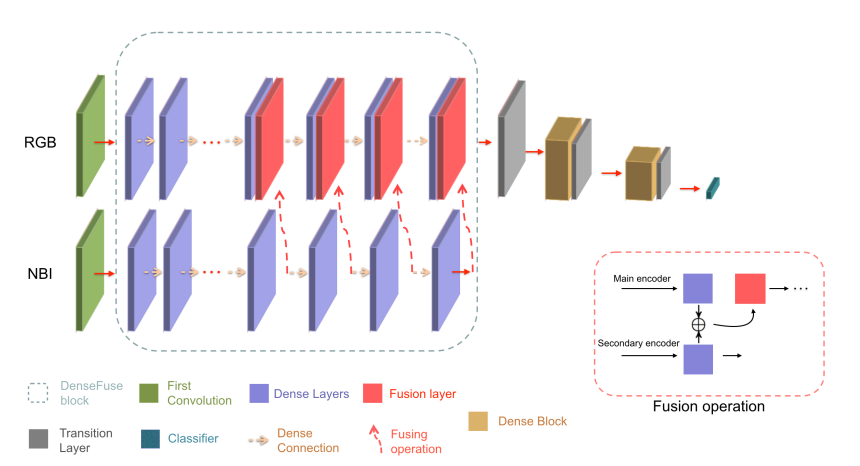 RGB
NBI
Main encoder
Secondary encoder
Fusion operation
DenseFuse
block
First
Convolution
Dense Layers
Fusion layer
Transition
Layer
Classifier
Dense
Connection
Fusing
operation
Dense Block